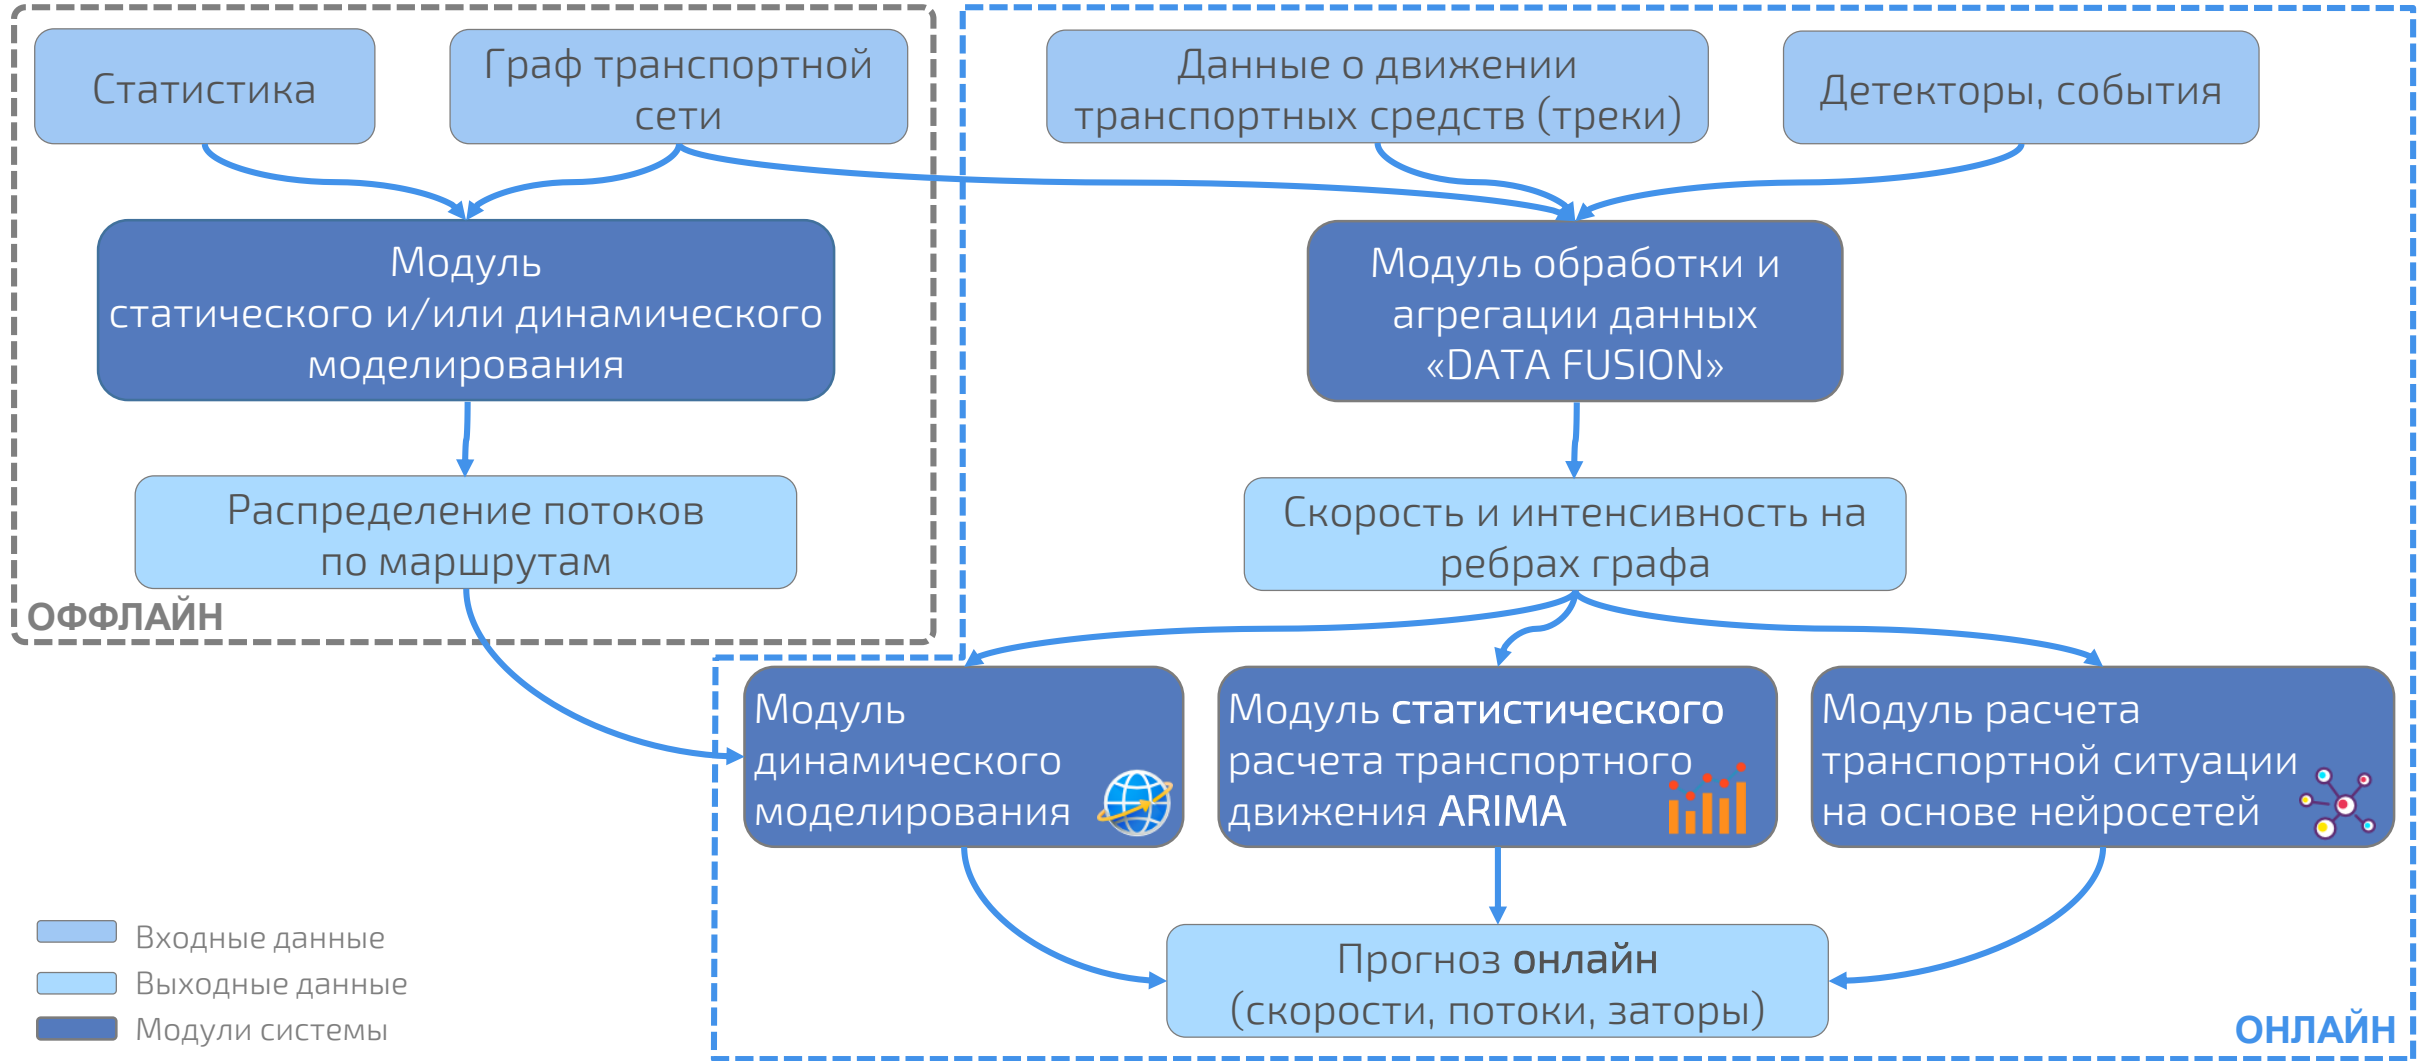 Статистика
Граф транспортной
сети
Данные о движении
транспортных средств (треки)
Детекторы, события
Модуль
статического и/или динамического
моделирования
Модуль обработки и
агрегации данных
«DATA FUSION»
Распределение потоков
по маршрутам
Скорость и интенсивность на
ребрах графа
ОФФЛАЙН
Модуль
динамического
моделирования
Модуль статистического
расчета транспортного
движения ARIMA
Модуль расчета
транспортной ситуации
на основе нейросетей
Входные данные
Выходные данные
Модули системы
Прогноз онлайн
(скорости, потоки, заторы)
ОНЛАЙН